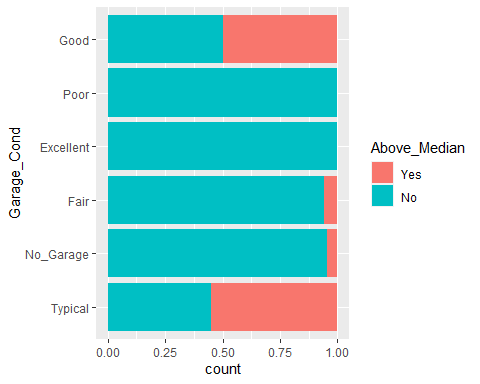 Garage_Cond
Good
Poor
Excellent
Fair
No_Garage
Typical
0.00 0.25 0.50 0.75 1.00
count
Above_Median
Yes
No